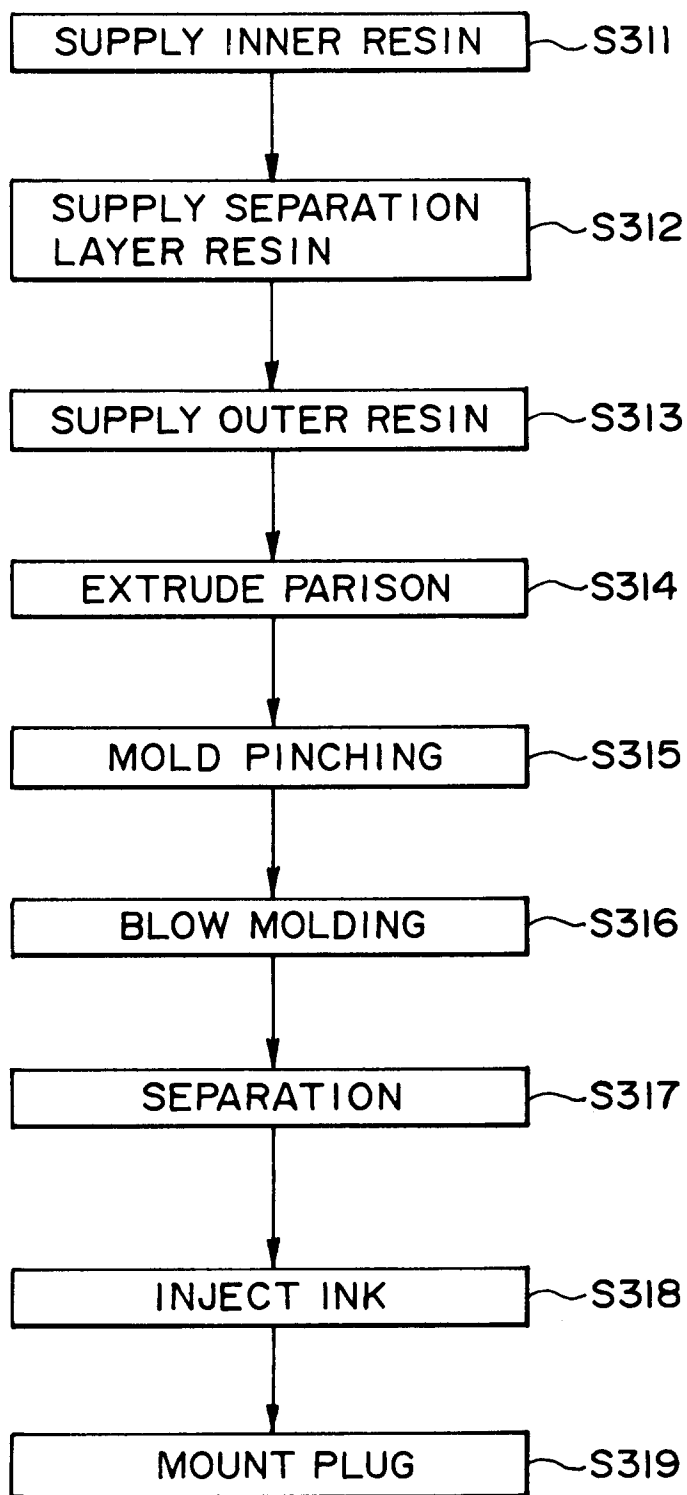 SUPPLY INNER RESIN S311
SUPPLY SEPARATION
LAYER RESIN S312
SUPPLY OUTER RESIN S313
EXTRUDE PARISON S314
MOLD PINCHING S315
BLOW MOLDING S316
SEPARATION S317
INJECT INK S318
MOUNT PLUG S319